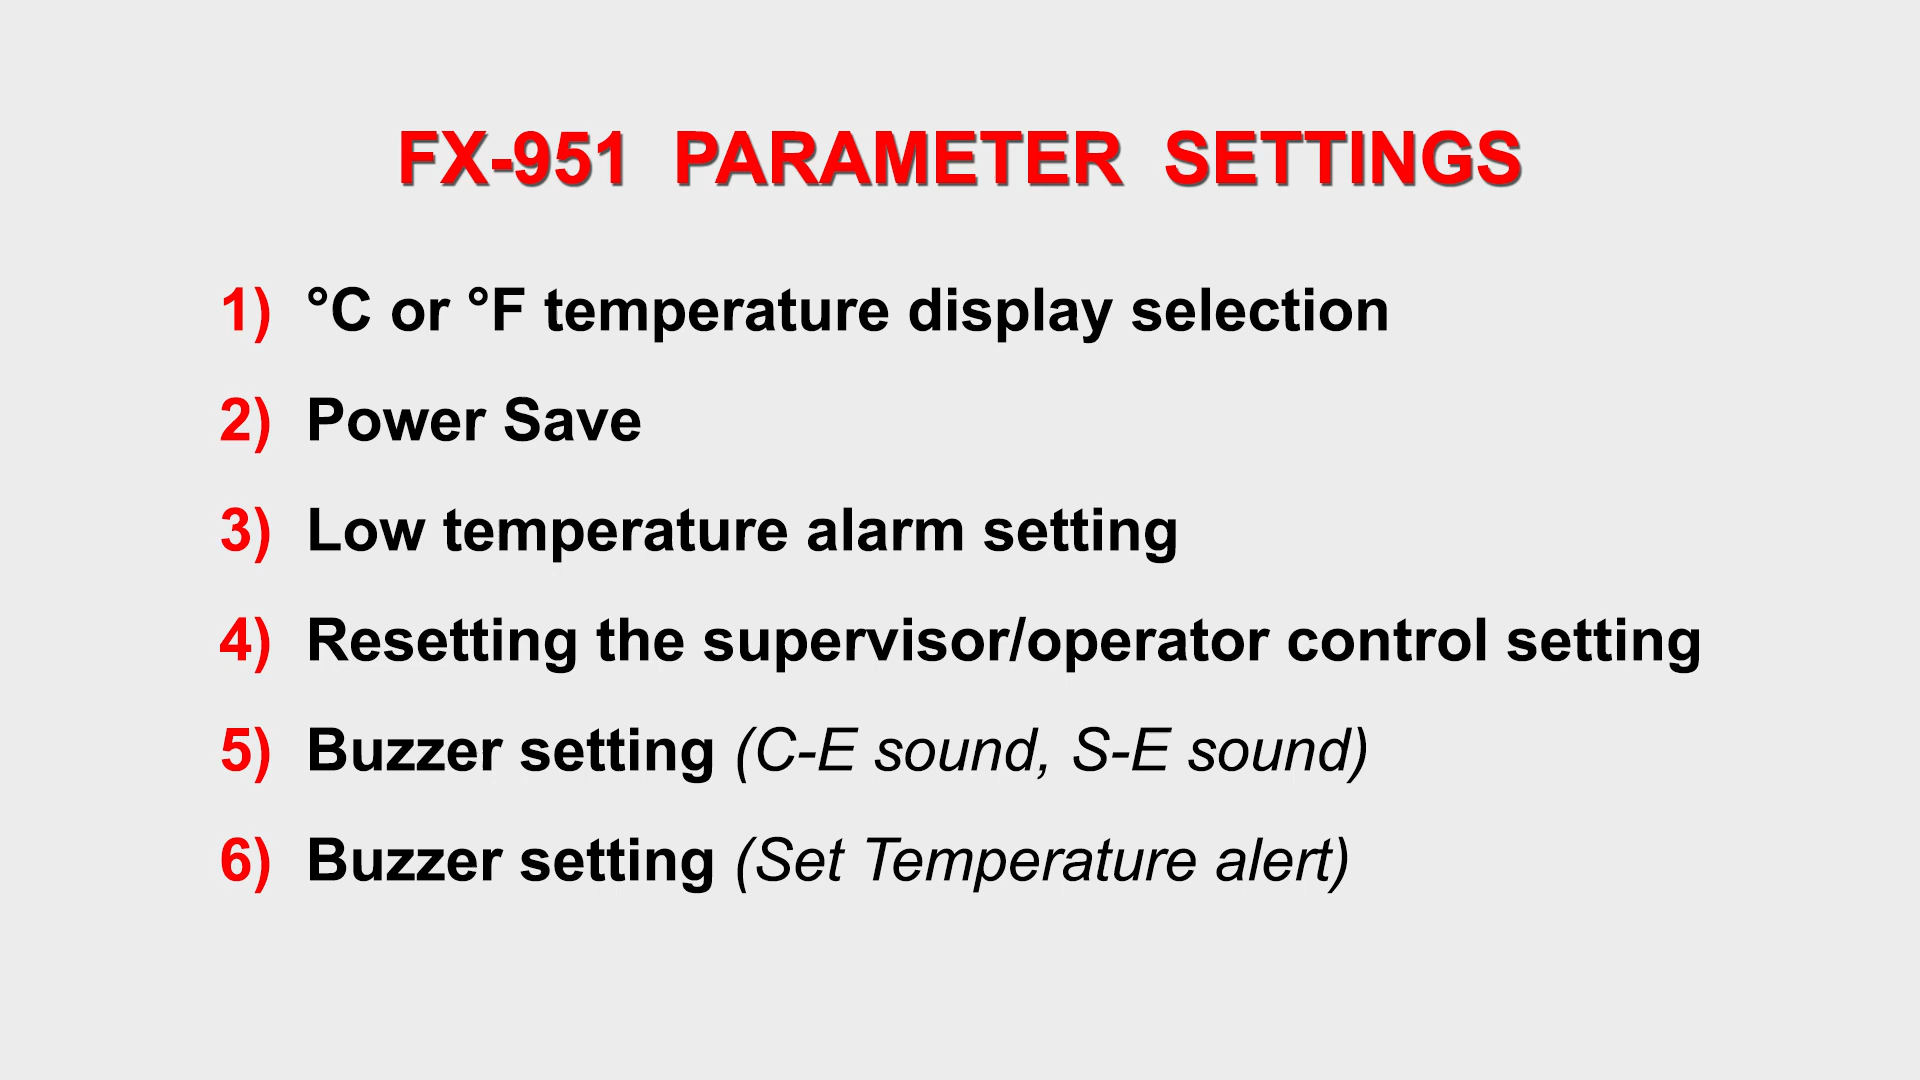 FX-951 PARAMETER SETTINGS
1) °C or °F temperature display selection
2) Power Save
3) Low temperature alarm setting
4) Resetting the supervisor/operator control setting
5) Buzzer setting (C-E sound, S-E sound)
6) Buzzer setting (Set Temperature alert)